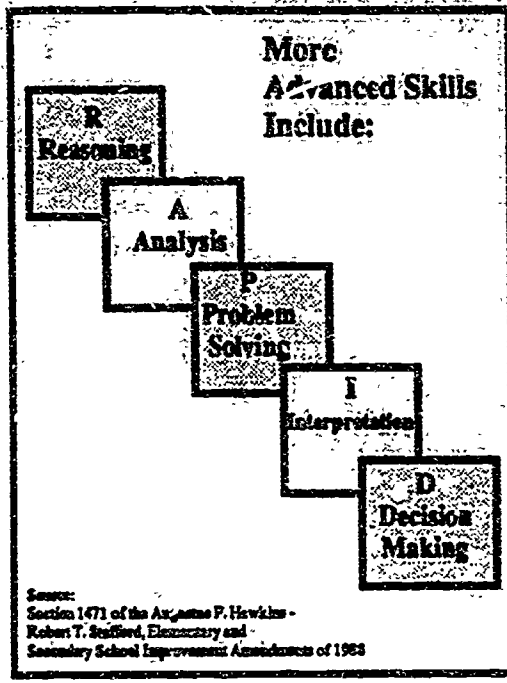 More
Advanced Skills
Include:
R
Reasoning
A
Analysis
P
Problem
Solving
I
Interpretation
D
Decision
Making
Source:
Section 1471 of the Augustus F. Hawkins -
Robert T. Stafford, Elementary and
Secondary School Improvement Amendments of 1988